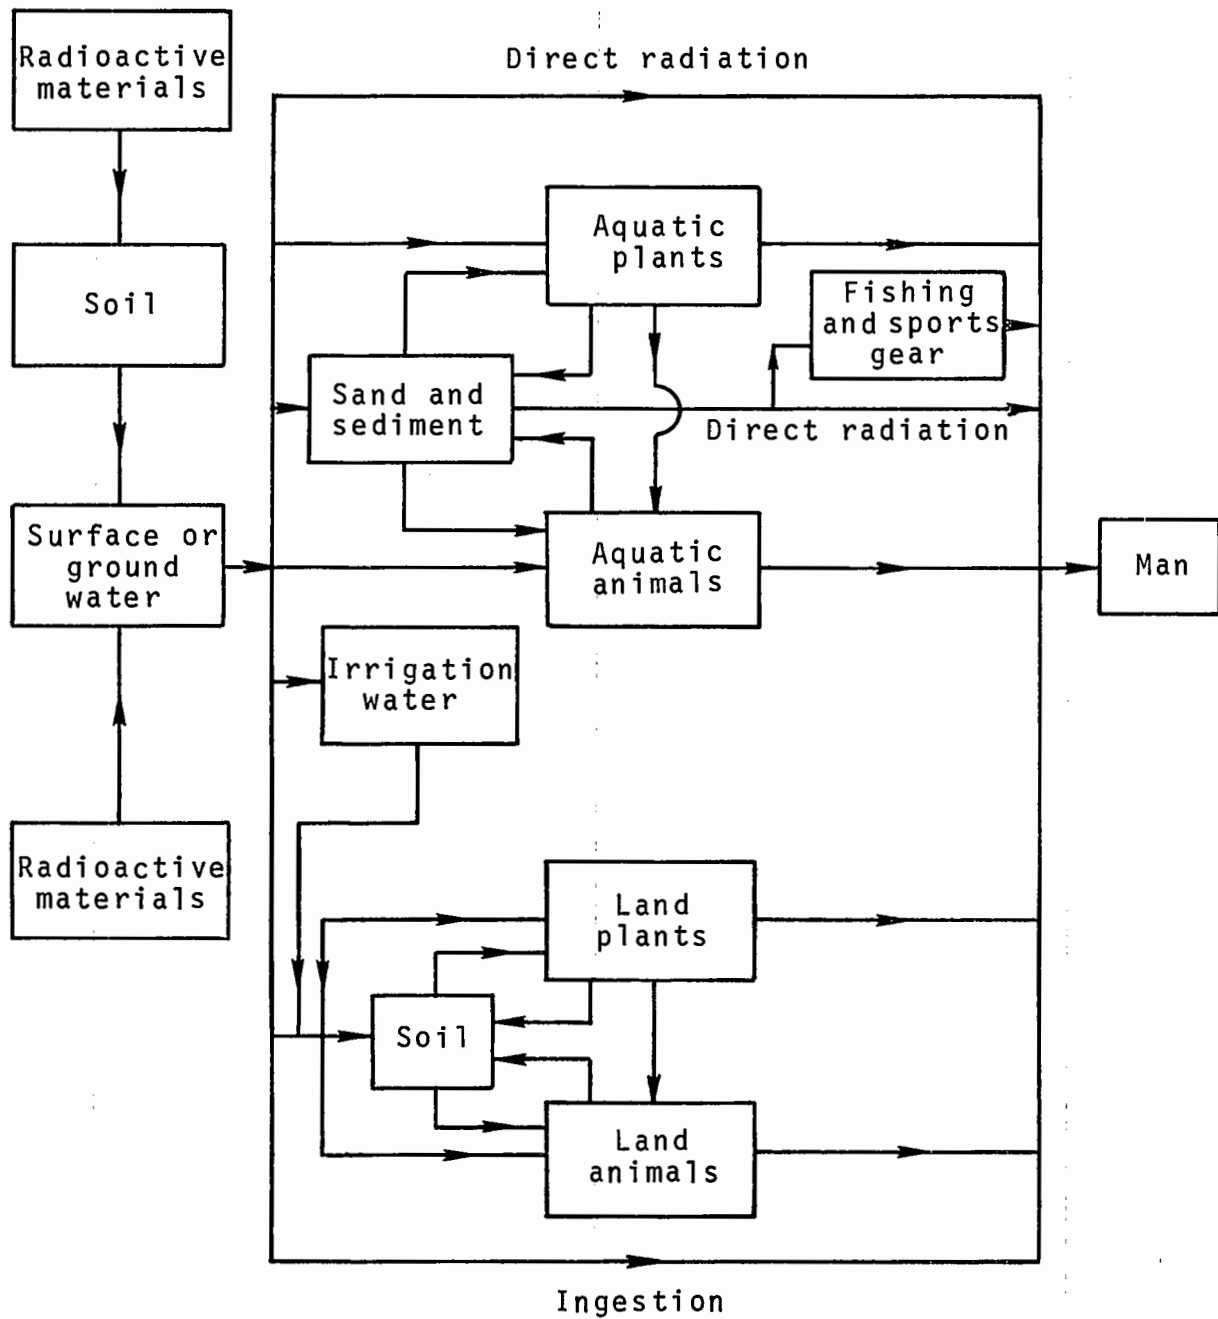 Radioactive
materials
Direct radiation
Aquatic
plants
Soil
Fishing
and sports
gear
Sand and
sediment
Direct radiation
Surface or
ground
water
Aquatic
animals
Man
Irrigation
water
Radioactive
materials
Land
plants
Soil
Land
animals
Ingestion